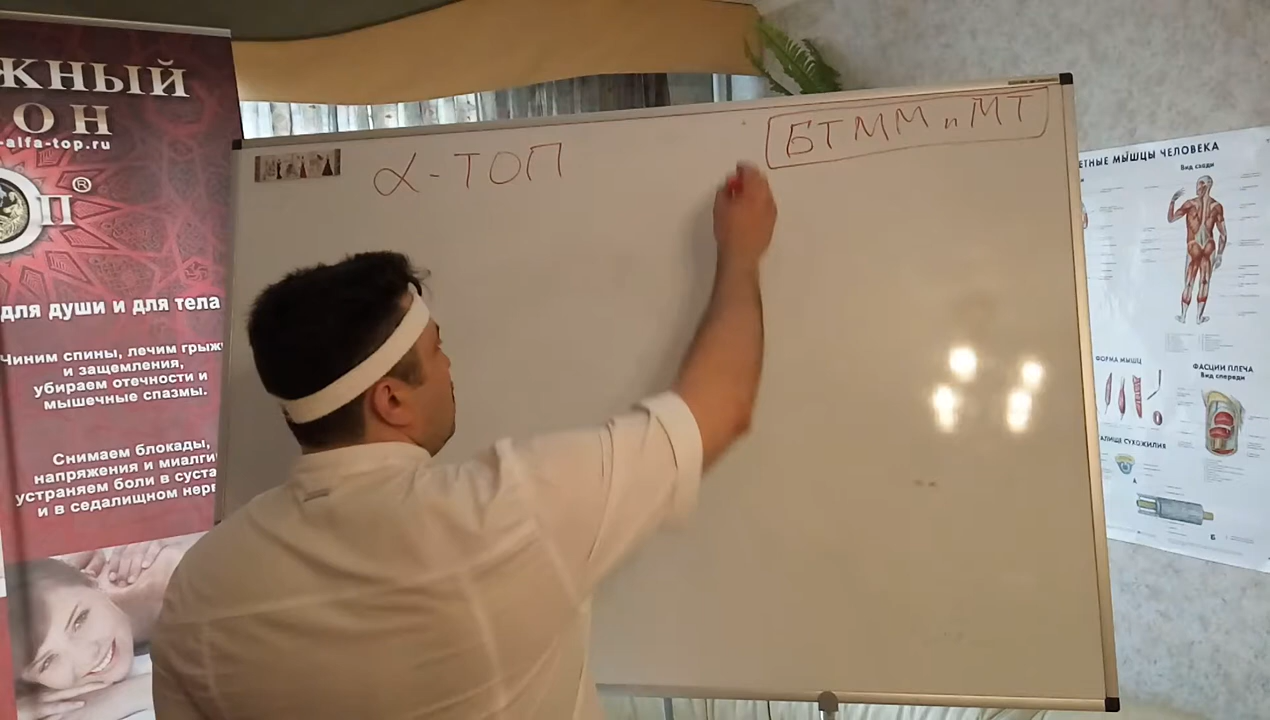 ЖНЫЙ
ОН
-alfa-top.ru
®
ОП
для души и для тела
Чиним спины, лечим грыж
и защемления,
убираем отечности и
мышечные спазмы.
Снимаем блокады,
напряжения и миалги
устраняем боли в суста
и в седалищном нерв
α-ТОП
БТММ и МТ
ЕТНЫЕ МЫШЦЫ ЧЕЛОВЕКА
Вид сзади
ФОРМА МЫШЦ
ФАСЦИИ ПЛЕЧА
Вид спереди
АЛИЩЕ СУХОЖИЛИЯ
А
Б